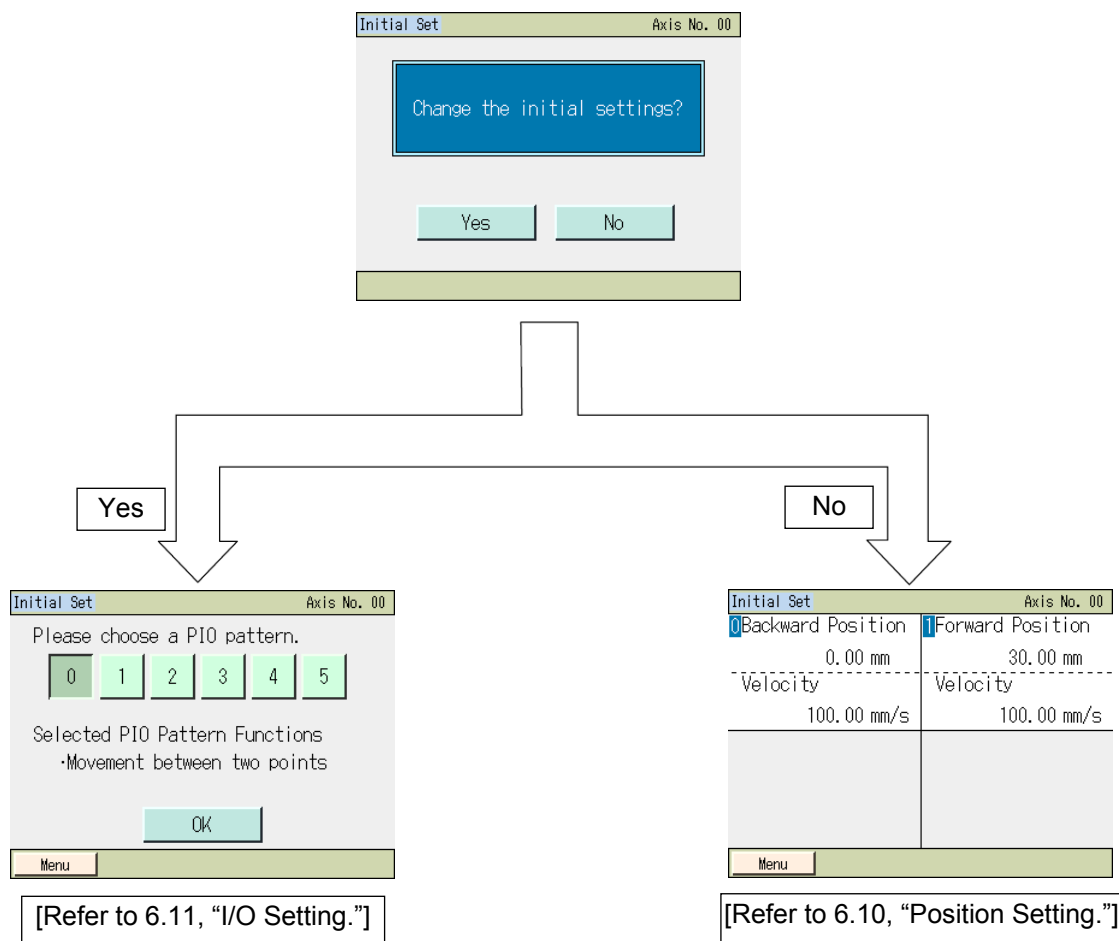 Initial Set Axis No. 00
Change the initial settings?
Yes No
Yes
No
Initial Set Axis No. 00
Please choose a PIO pattern.
0 1 2 3 4 5
Selected PIO Pattern Functions
·Movement between two points
OK
Menu
[Refer to 6.11, “I/O Setting.”]
Initial Set Axis No. 00
0Backward Position 1Forward Position
0.00 mm 30.00 mm
Velocity Velocity
100.00 mm/s 100.00 mm/s
Menu
[Refer to 6.10, “Position Setting.”]